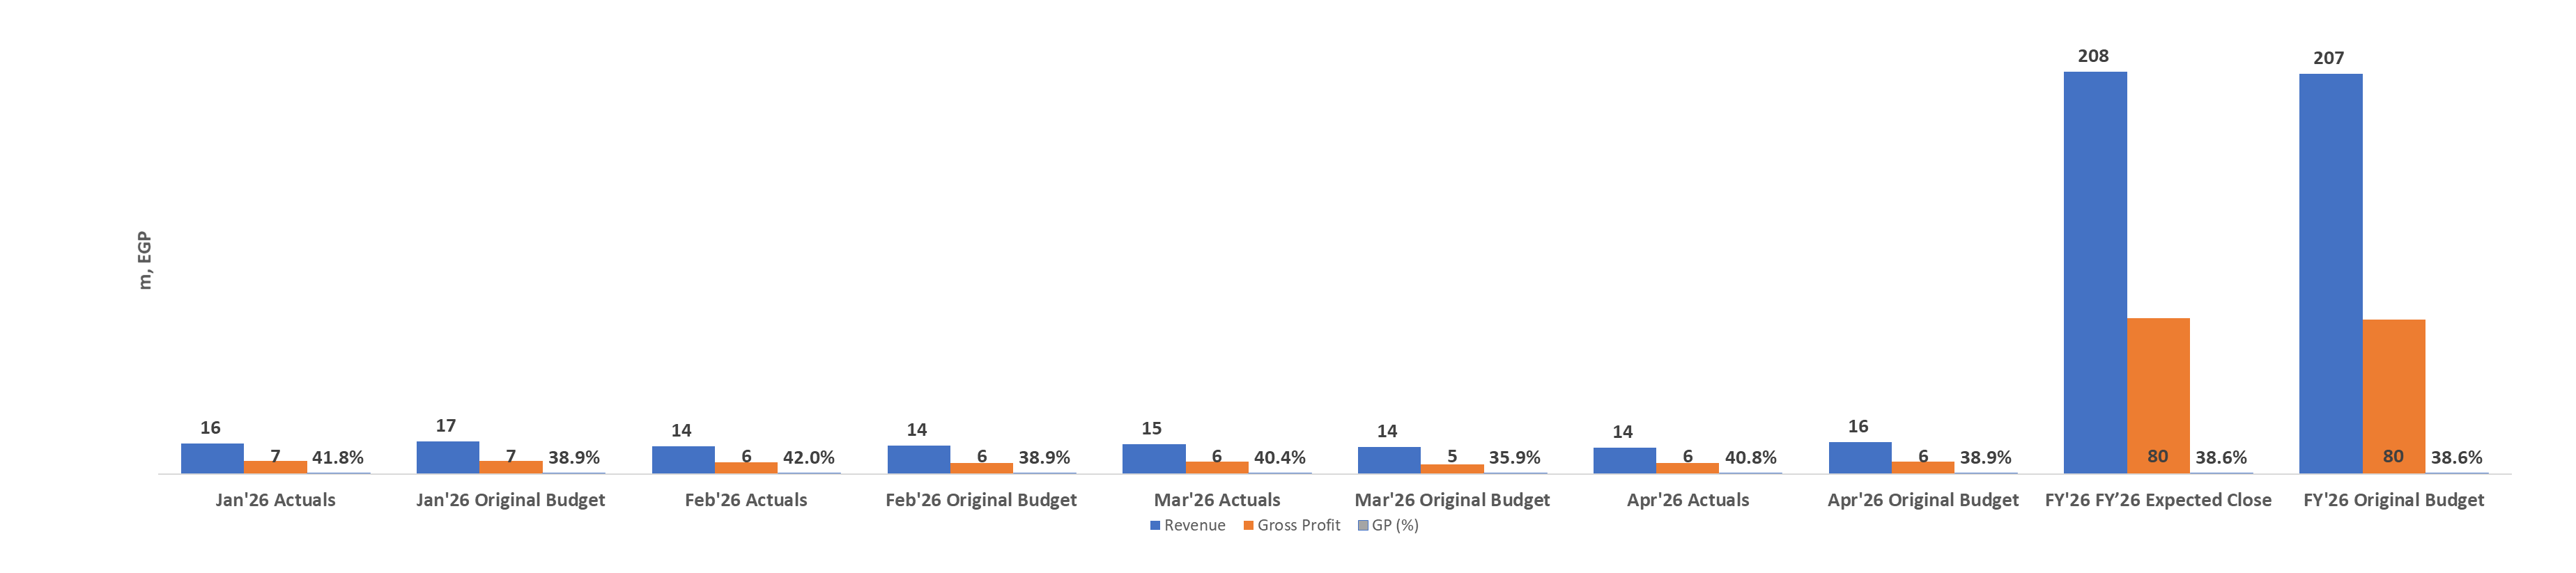 208
207
m, EGP
16
7
41.8%
17
7
38.9%
14
6
42.0%
14
6
38.9%
15
6
40.4%
14
5
35.9%
14
6
40.8%
16
6
38.9%
80
38.6%
80
38.6%
Jan'26 Actuals
Jan'26 Original Budget
Feb'26 Actuals
Feb'26 Original Budget
Mar'26 Actuals
Mar'26 Original Budget
Apr'26 Actuals
Apr'26 Original Budget
FY'26 FY’26 Expected Close
FY'26 Original Budget
Revenue
Gross Profit
GP (%)